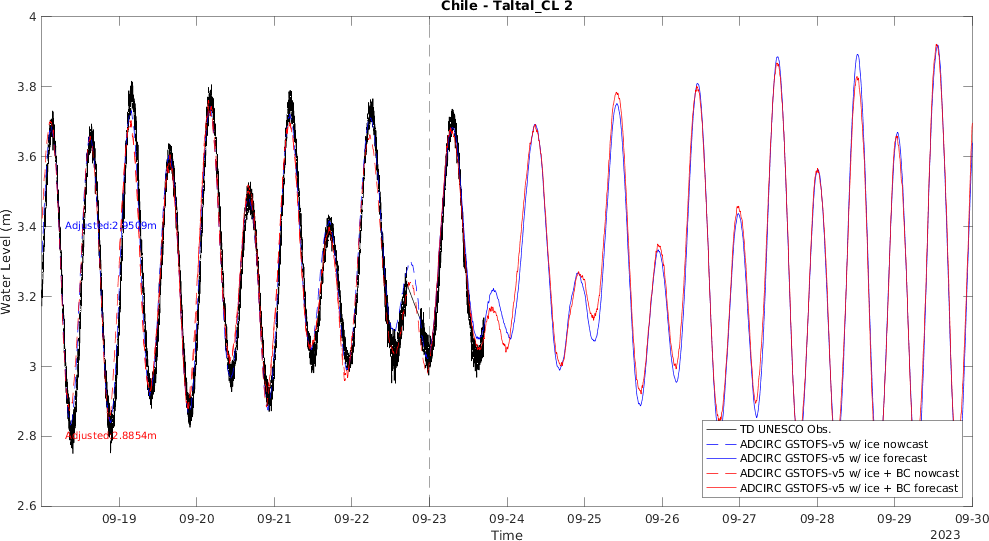 Chile - Taltal_CL 2
Water Level (m)
4
3.8
3.6
3.4
3.2
3
2.8
2.6
Adjusted:2.9509m
Adjusted:2.8854m
TD UNESCO Obs.
ADCIRC GSTOFS-v5 w/ ice nowcast
ADCIRC GSTOFS-v5 w/ ice forecast
ADCIRC GSTOFS-v5 w/ ice + BC nowcast
ADCIRC GSTOFS-v5 w/ ice + BC forecast
09-19 09-20 09-21 09-22 09-23 09-24 09-25 09-26 09-27 09-28 09-29 09-30
Time
2023